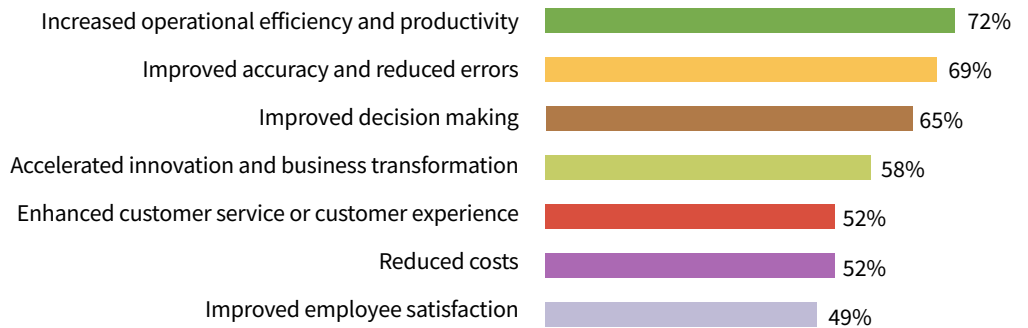 Increased operational efficiency and productivity 72%
Improved accuracy and reduced errors 69%
Improved decision making 65%
Accelerated innovation and business transformation 58%
Enhanced customer service or customer experience 52%
Reduced costs 52%
Improved employee satisfaction 49%